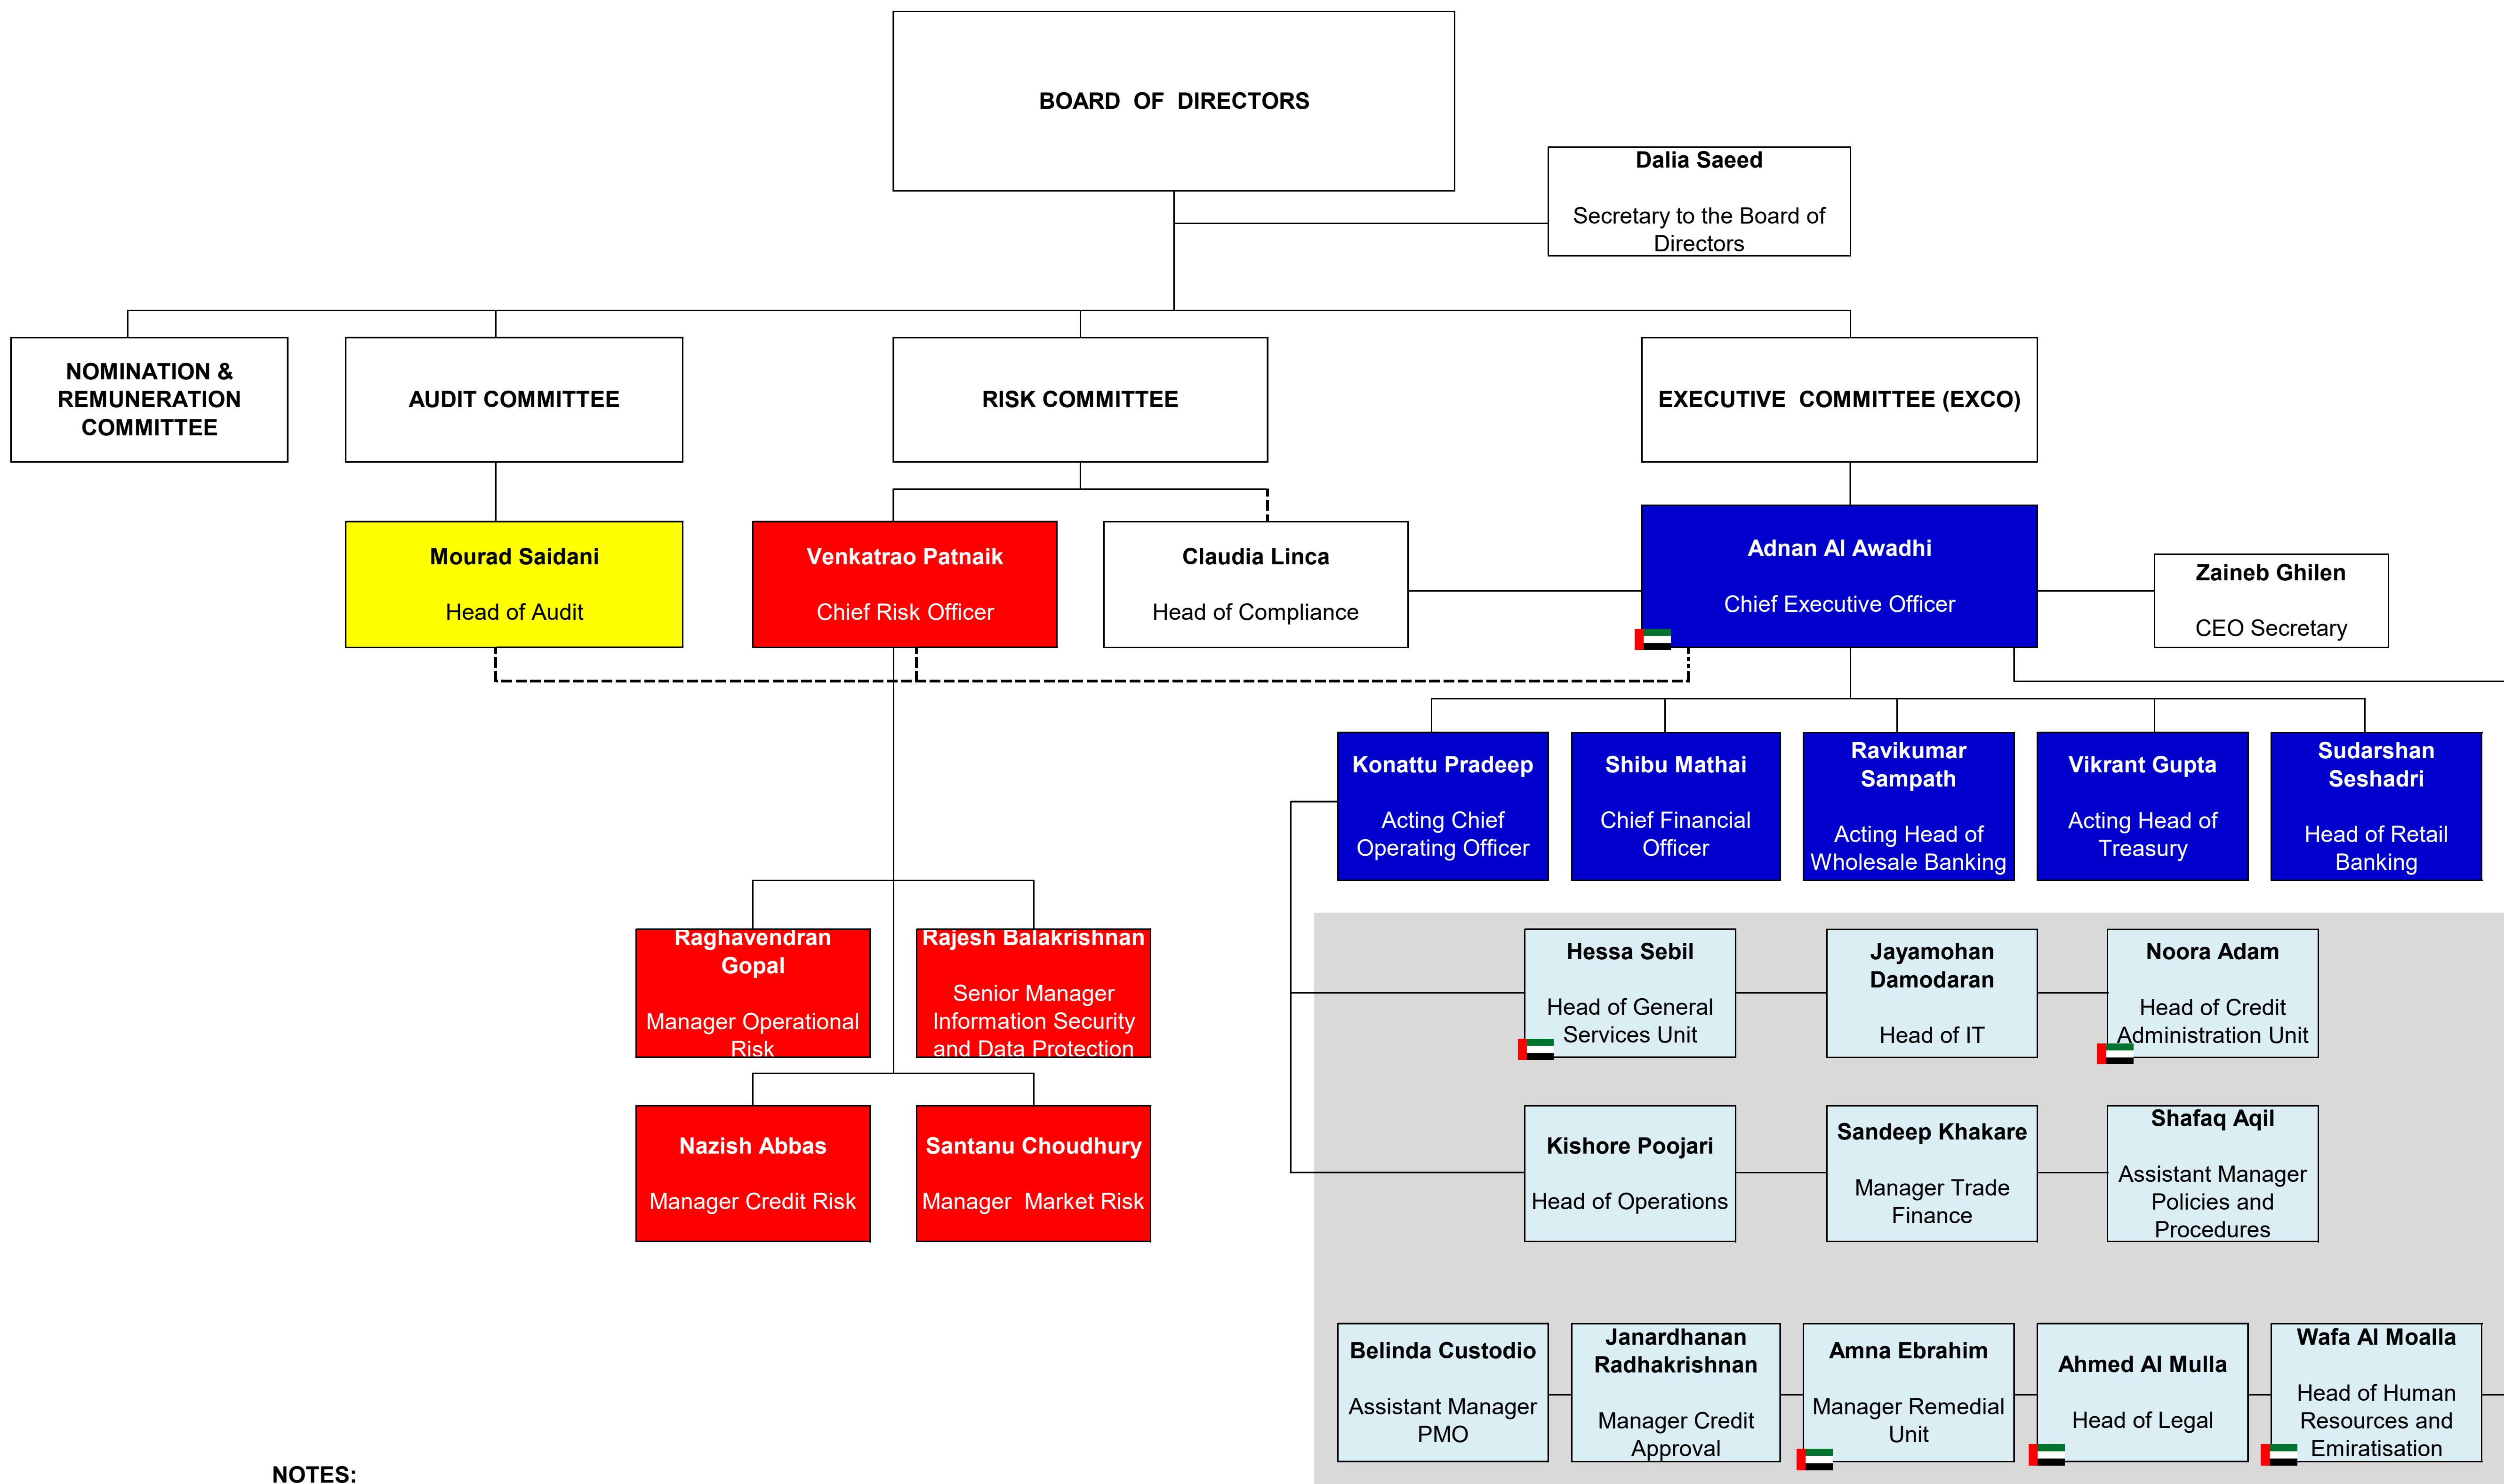 BOARD OF DIRECTORS
Dalia Saeed
Secretary to the Board of
Directors
NOMINATION &
REMUNERATION
COMMITTEE
AUDIT COMMITTEE
RISK COMMITTEE
EXECUTIVE COMMITTEE (EXCO)
Mourad Saidani
Head of Audit
Venkatrao Patnaik
Chief Risk Officer
Claudia Linca
Head of Compliance
Adnan Al Awadhi
Chief Executive Officer
Zaineb Ghilen
CEO Secretary
Konattu Pradeep
Acting Chief
Operating Officer
Shibu Mathai
Chief Financial
Officer
Ravikumar
Sampath
Acting Head of
Wholesale Banking
Vikrant Gupta
Acting Head of
Treasury
Sudarshan
Seshadri
Head of Retail
Banking
Raghavendran
Gopal
Manager Operational
Risk
Rajesh Balakrishnan
Senior Manager
Information Security
and Data Protection
Hessa Sebil
Head of General
Services Unit
Jayamohan
Damodaran
Head of IT
Noora Adam
Head of Credit
Administration Unit
Nazish Abbas
Manager Credit Risk
Santanu Choudhury
Manager Market Risk
Kishore Poojari
Head of Operations
Sandeep Khakare
Manager Trade
Finance
Shafaq Aqil
Assistant Manager
Policies and
Procedures
Belinda Custodio
Assistant Manager
PMO
Janardhanan
Radhakrishnan
Manager Credit
Approval
Amna Ebrahim
Manager Remedial
Unit
Ahmed Al Mulla
Head of Legal
Wafa Al Moalla
Head of Human
Resources and
Emiratisation
NOTES: